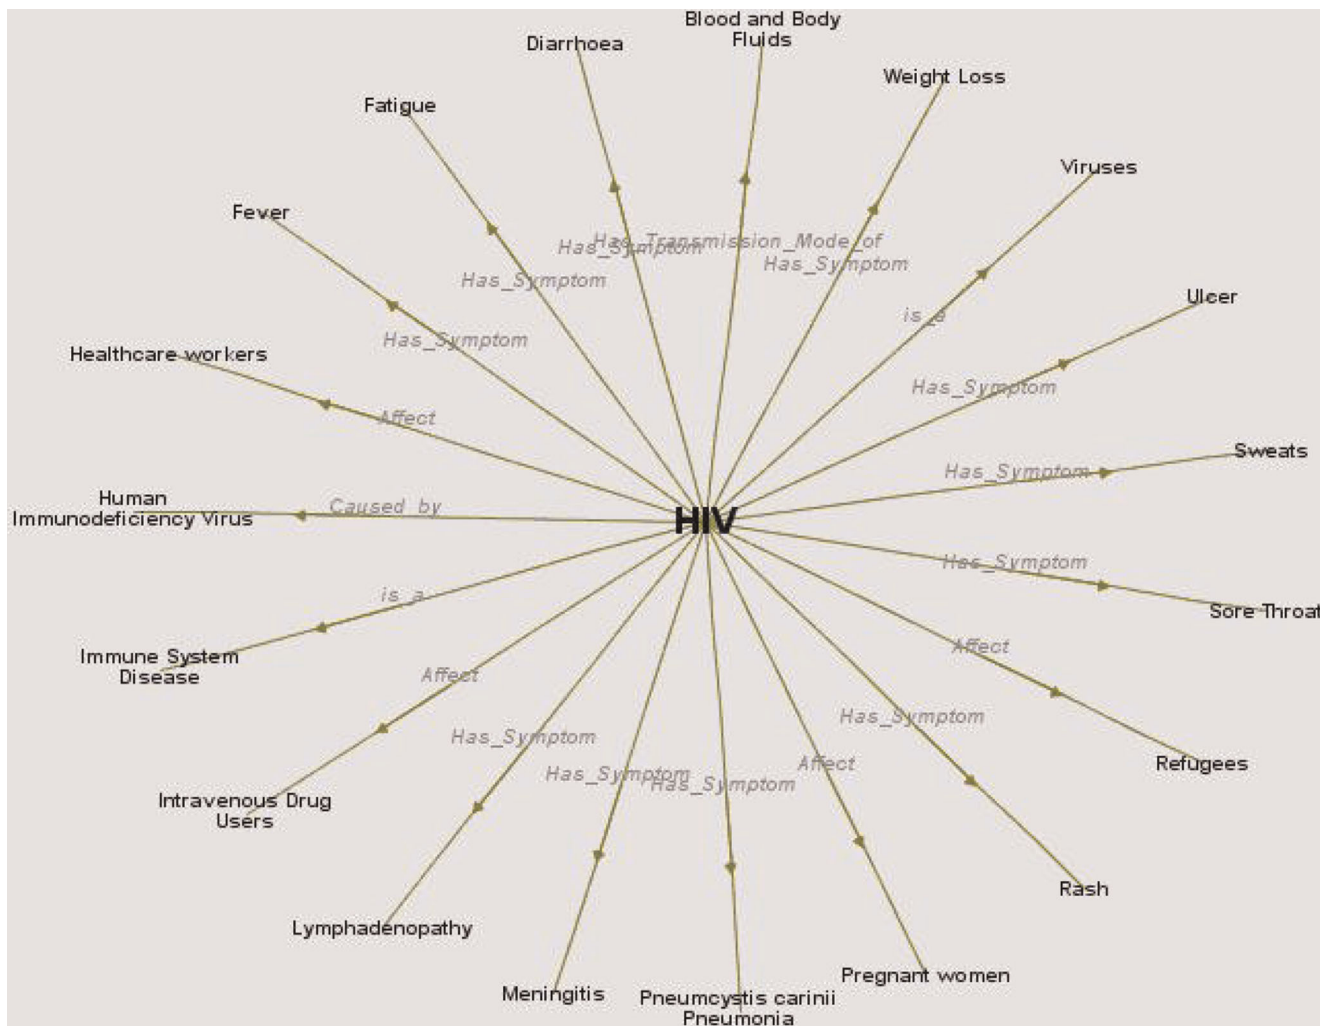 Blood and Body
Fluids
Diarrhoea
Weight Loss
Fatigue
Viruses
Fever
Has_Transmission_Mode_of
Has_Symptom
Has_Symptom
Has_Symptom
Ulcer
is_a
Has_Symptom
Healthcare workers
Has_Symptom
Affect
Sweats
Has_Symptom
Human
Immunodeficiency Virus
Caused_by
HIV
Has_Symptom
is_a
Sore Throat
Immune System
Disease
Affect
Affect
Has_Symptom
Has_Symptom
Affect
Refugees
Has_Symptom
Has_Symptom
Intravenous Drug
Users
Rash
Lymphadenopathy
Pregnant women
Meningitis
Pneumcystis carinii
Pneumonia